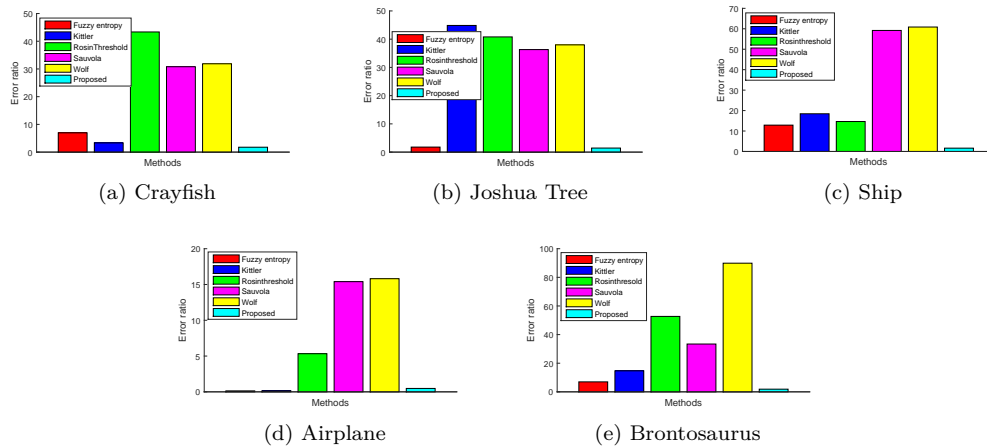 50
40
30
20
10
0
Error ratio
Fuzzy entropy
Kittler
RosinThreshold
Sauvola
Wolf
Proposed
Methods
(a) Crayfish
50
40
30
20
10
0
Error ratio
Fuzzy entropy
Kittler
Rosinthreshold
Sauvola
Wolf
Proposed
Methods
(b) Joshua Tree
70
60
50
40
30
20
10
0
Error ratio
Fuzzy entropy
Kittler
Rosinthreshold
Sauvola
Wolf
Proposed
Methods
(c) Ship
20
15
10
5
0
Error ratio
Fuzzy entropy
Kittler
Rosinthreshold
Sauvola
Wolf
Proposed
Methods
(d) Airplane
100
80
60
40
20
0
Error ratio
Fuzzy entropy
Kittler
Rosinthresold
Sauvola
Wolf
Proposed
Methods
(e) Brontosaurus